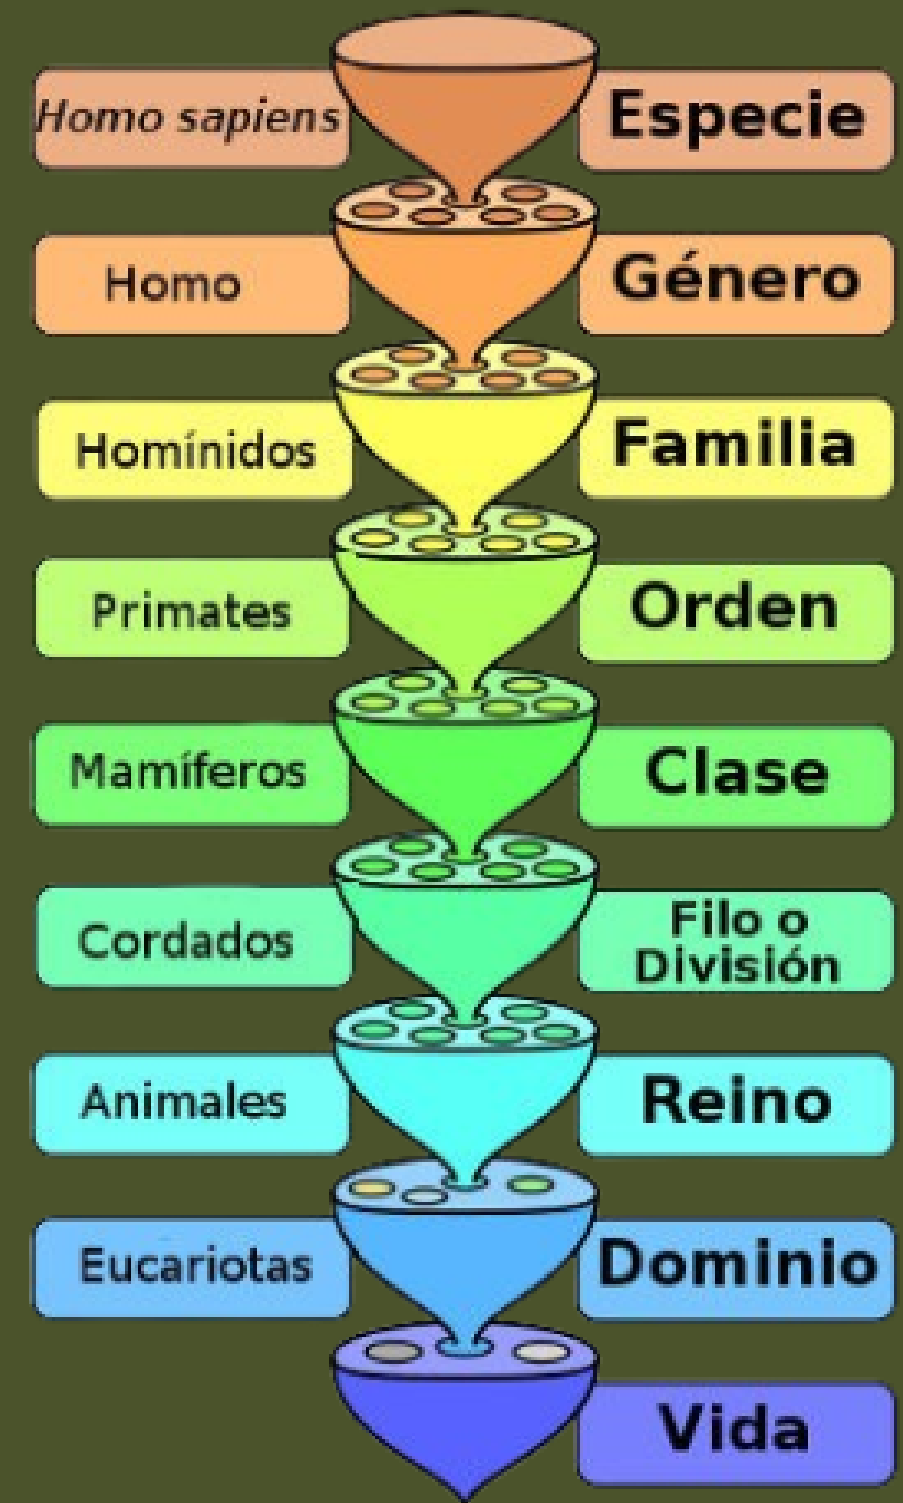 Homo sapiens
Especie
Homo
Género
Homínidos
Familia
Primates
Orden
Mamíferos
Clase
Cordados
Filo o
División
Animales
Reino
Eucariotas
Dominio
Vida